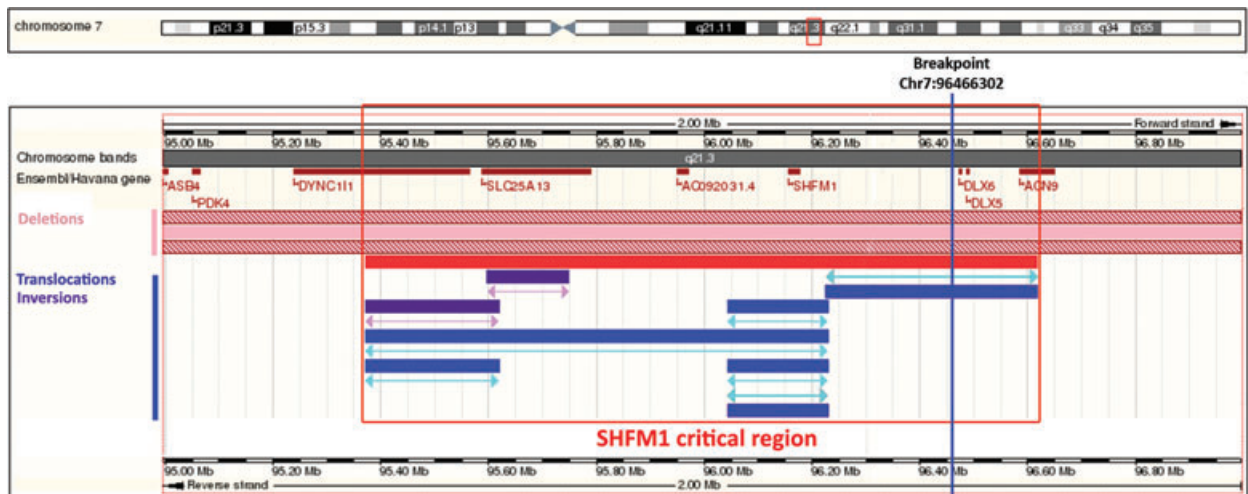 chromosome 7 p21.3 p15.3 p14.1 p13 q21.11 q21.3 q22.1 q31.1 q33 q34 q35
Breakpoint
Chr7:96466302
2.00 Mb Forward strand
95.00 Mb 95.20 Mb 95.40 Mb 95.60 Mb 95.80 Mb 96.00 Mb 96.20 Mb 96.40 Mb 96.60 Mb 96.80 Mb
Chromosome bands q21.3
Ensembl/Havana gene
ASB4 DYNC1I1 SLC25A13 AC092031.4 SHFM1 DLX6 ACN9
PDK4 DLX5
Deletions
Translocations
Inversions
SHFM1 critical region
95.00 Mb 95.20 Mb 95.40 Mb 95.60 Mb 95.80 Mb 96.00 Mb 96.20 Mb 96.40 Mb 96.60 Mb 96.80 Mb
Reverse strand 2.00 Mb